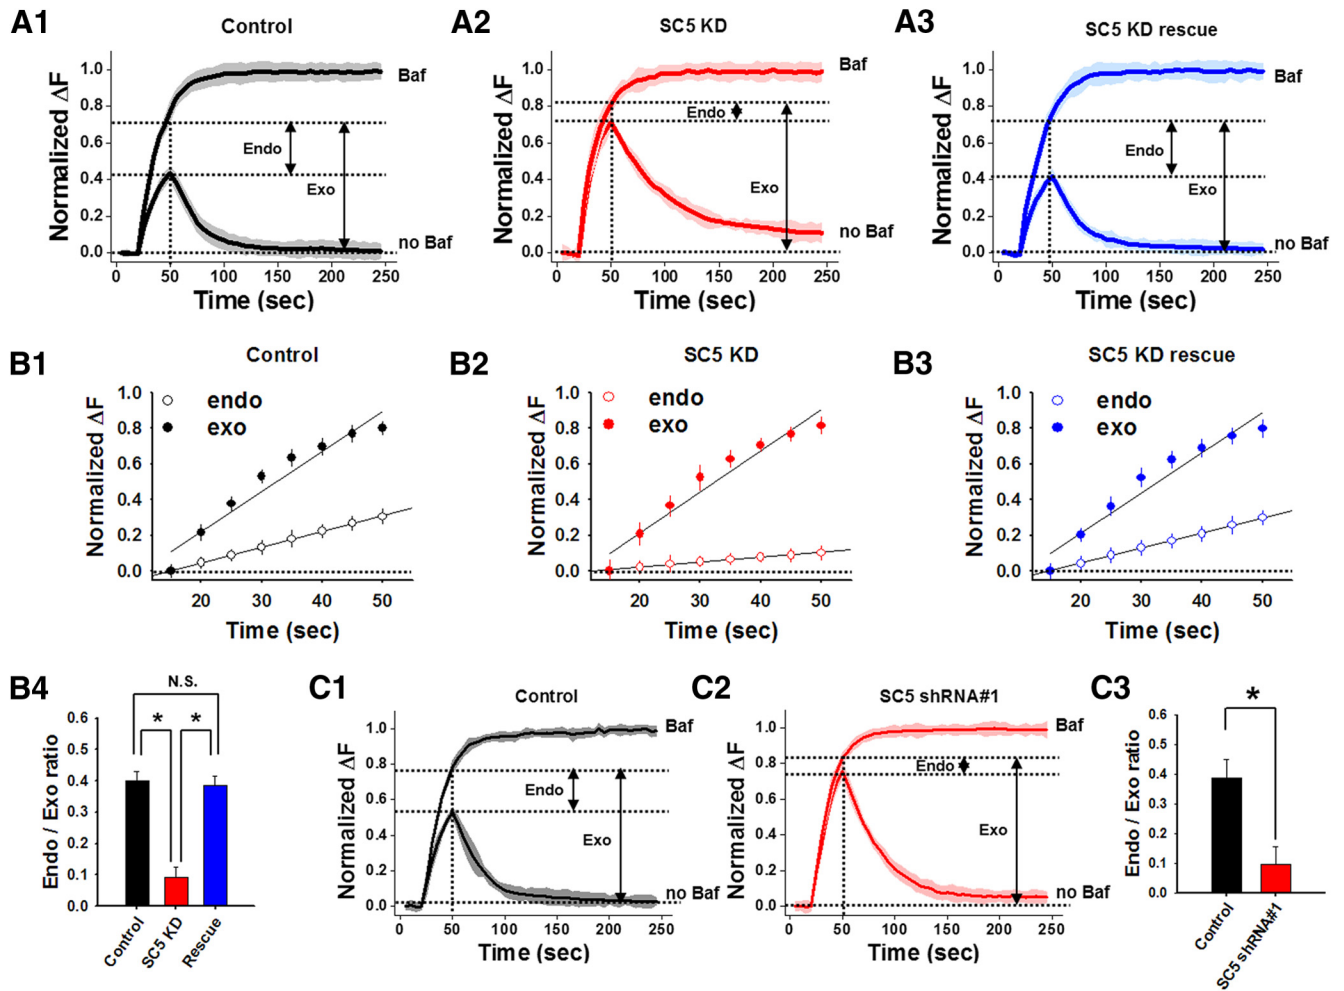 A1
Control
Normalized ΔF
1.0
0.8
0.6
0.4
0.2
0.0
Baf
Endo
Exo
no Baf
0 50 100 150 200 250
Time (sec)
A2
SC5 KD
Normalized ΔF
1.0
0.8
0.6
0.4
0.2
0.0
Baf
Endo
Exo
no Baf
0 50 100 150 200 250
Time (sec)
A3
SC5 KD rescue
Normalized ΔF
1.0
0.8
0.6
0.4
0.2
0.0
Baf
Endo
Exo
no Baf
0 50 100 150 200 250
Time (sec)
B1
Control
Normalized ΔF
1.0
0.8
0.6
0.4
0.2
0.0
endo
exo
20 30 40 50
Time (sec)
B2
SC5 KD
Normalized ΔF
1.0
0.8
0.6
0.4
0.2
0.0
endo
exo
20 30 40 50
Time (sec)
B3
SC5 KD rescue
Normalized ΔF
1.0
0.8
0.6
0.4
0.2
0.0
endo
exo
20 30 40 50
Time (sec)
B4
N.S.
* *
Endo / Exo ratio
0.6
0.5
0.4
0.3
0.2
0.1
0.0
Control
SC5 KD
Rescue
C1
Control
Normalized ΔF
1.0
0.8
0.6
0.4
0.2
0.0
Baf
Endo
Exo
no Baf
0 50 100 150 200 250
Time (sec)
C2
SC5 shRNA#1
Normalized ΔF
1.0
0.8
0.6
0.4
0.2
0.0
Baf
Endo
Exo
no Baf
0 50 100 150 200 250
Time (sec)
C3
*
Endo / Exo ratio
0.6
0.5
0.4
0.3
0.2
0.1
0.0
Control
SC5 shRNA#1